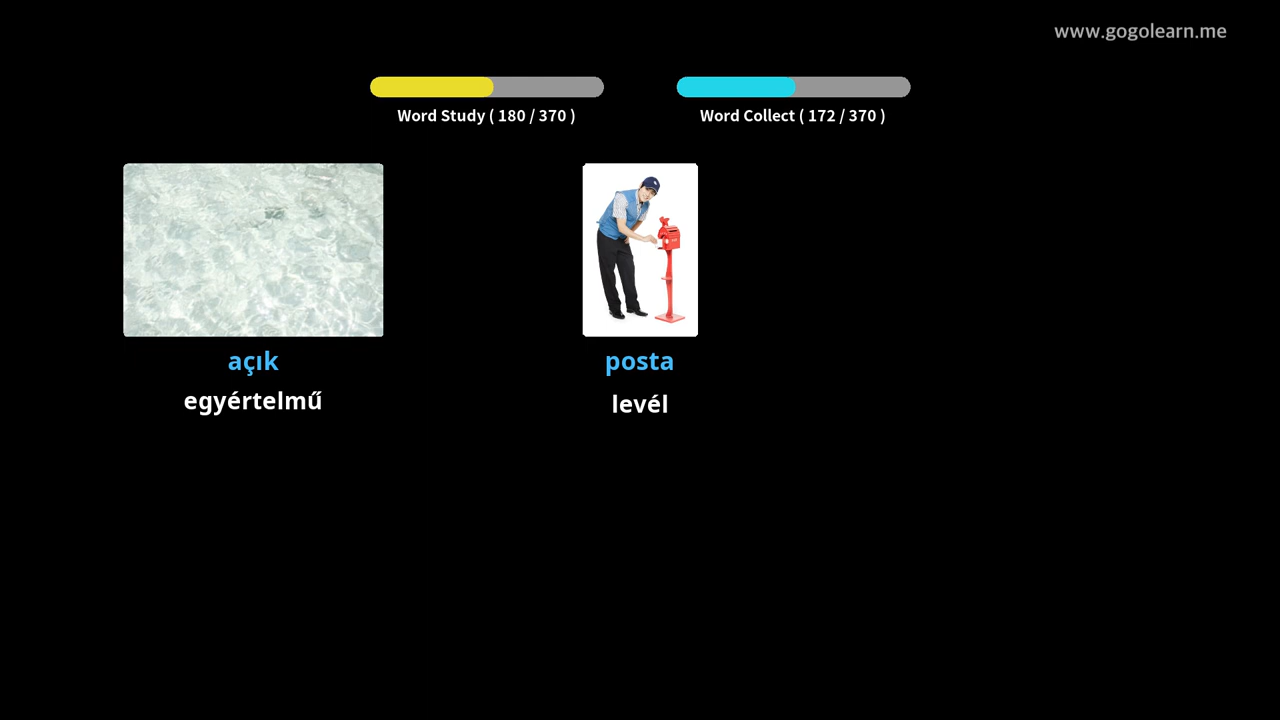 www.gogolearn.me
Word Study ( 180 / 370 )
Word Collect ( 172 / 370 )
açık
egyértelmű
posta
levél